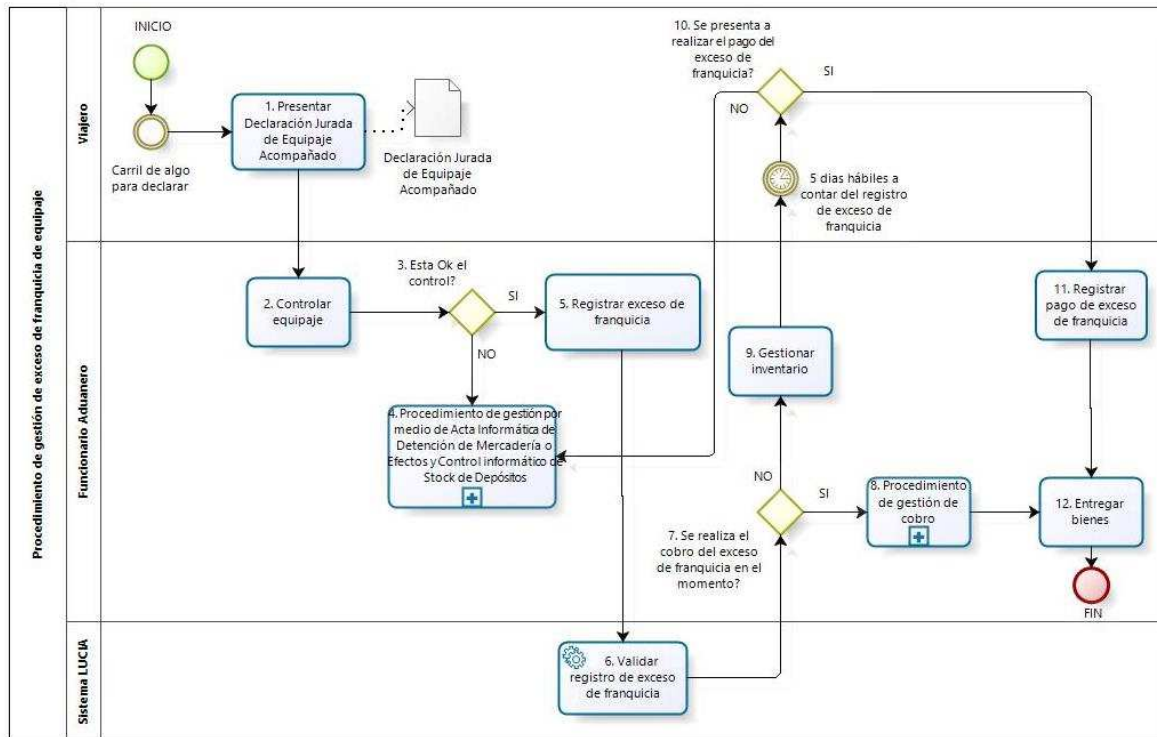 Procedimiento de gestión de exceso de franquicia de equipaje
Viajero
INICIO
Carril de algo
para declarar
1. Presentar
Declaración Jurada
de Equipaje
Acompañado
Declaración Jurada
de Equipaje
Acompañado
10. Se presenta a
realizar el pago del
exceso de
franquicia?
SI
NO
5 dias hábiles a
contar del registro
de exceso de
franquicia
Funcionario Aduanero
2. Controlar
equipaje
3. Esta Ok el
control?
SI
NO
5. Registrar exceso de
franquicia
4. Procedimiento de gestión por
medio de Acta Informática de
Detención de Mercadería o
Efectos y Control informático de
Stock de Depósitos
9. Gestionar
inventario
NO
SI
7. Se realiza el
cobro del exceso
de franquicia en el
momento?
8. Procedimiento
de gestión de
cobro
11. Registrar
pago de exceso
de franquicia
12. Entregar
bienes
FIN
Sistema LUCIA
6. Validar
registro de exceso
de franquicia